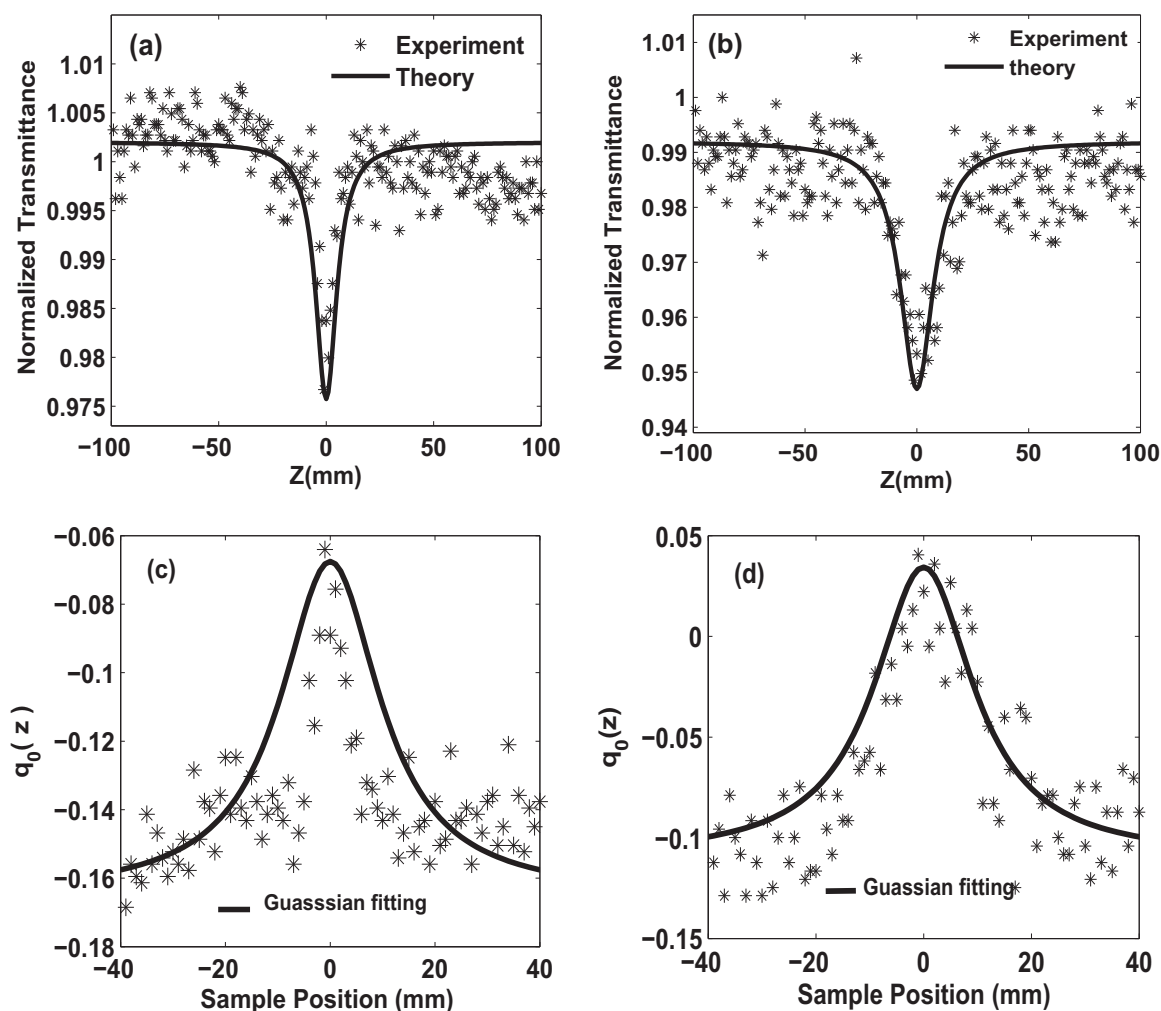 (a)
Experiment
Theory
1.01
1.005
1
0.995
0.99
0.985
0.98
0.975
−100
−50
0
50
100
Z(mm)
Normalized Transmittance
(b)
Experiment
theory
1.01
1
0.99
0.98
0.97
0.96
0.95
0.94
−100
−50
0
50
100
Z(mm)
Normalized Transmittance
(c)
−0.06
−0.08
−0.1
−0.12
−0.14
−0.16
−0.18
−40
−20
0
20
40
Guasssian fitting
Sample Position (mm)
q0( z )
(d)
0.05
0
−0.05
−0.1
−0.15
−40
−20
0
20
40
Guassian fitting
Sample Position (mm)
q0(z)